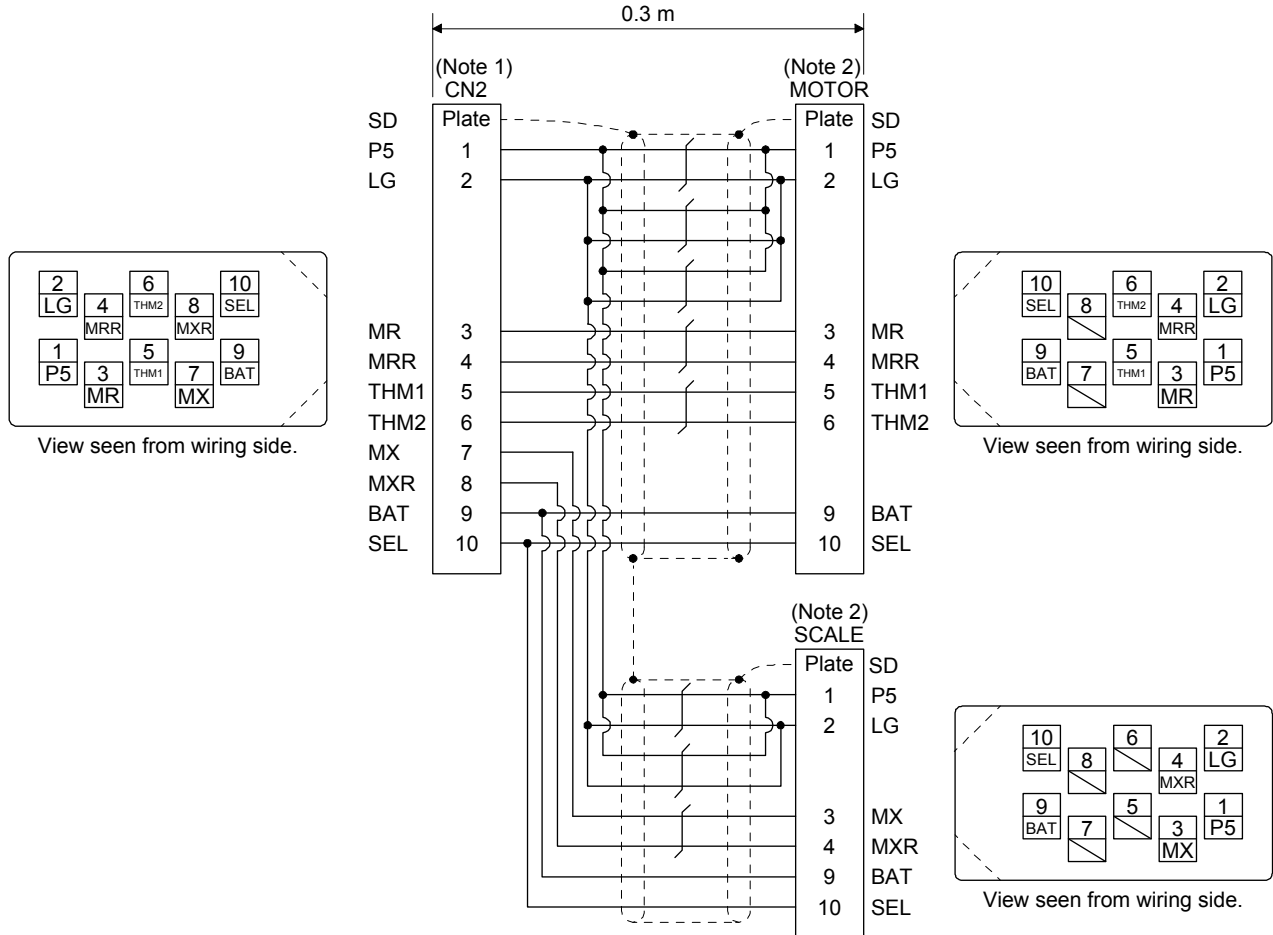 0.3 m
(Note 1)
CN2
(Note 2)
MOTOR
SD Plate Plate SD
P5 1 1 P5
LG 2 2 LG
MR 3 3 MR
MRR 4 4 MRR
THM1 5 5 THM1
THM2 6 6 THM2
MX 7
MXR 8
BAT 9 9 BAT
SEL 10 10 SEL
2 6 10
LG 4 THM2 8 SEL
MRR MXR
1 5 9
P5 3 THM1 7 BAT
MR MX
View seen from wiring side.
10 6 2
SEL 8 THM2 4 LG
MRR
9 5 1
BAT 7 THM1 3 P5
MR
View seen from wiring side.
(Note 2)
SCALE
Plate SD
1 P5
2 LG
3 MX
4 MXR
9 BAT
10 SEL
10 6 2
SEL 8 4 LG
MXR
9 5 1
BAT 7 3 P5
MX
View seen from wiring side.